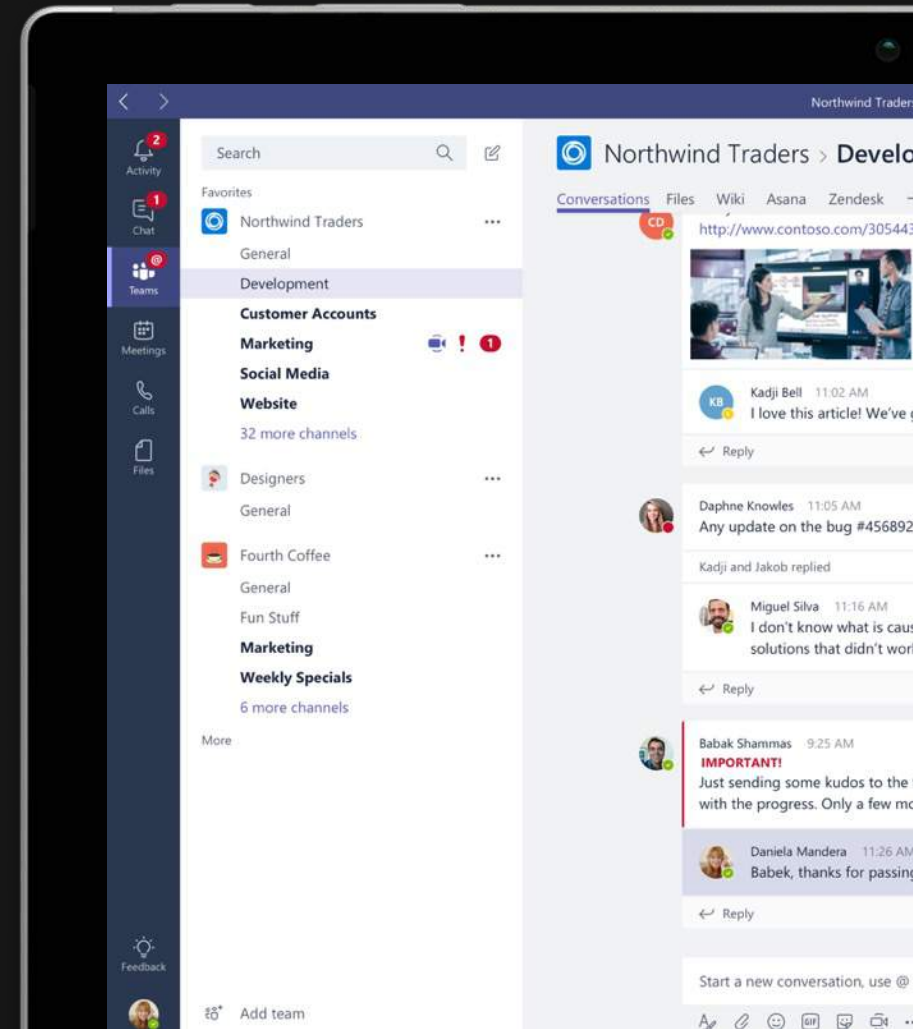 Northwind Traders
2
Activity
1
Chat
@
Teams
Meetings
Calls
Files
Feedback
Search
Favorites
Northwind Traders
General
Development
Customer Accounts
Marketing ! 1
Social Media
Website
32 more channels
Designers
General
Fourth Coffee
General
Fun Stuff
Marketing
Weekly Specials
6 more channels
More
Add team
Northwind Traders > Develo
Conversations Files Wiki Asana Zendesk
CD
http://www.contoso.com/305443
KB
Kadji Bell 11:02 AM
I love this article! We've g
Reply
Daphne Knowles 11:05 AM
Any update on the bug #456892
Kadji and Jakob replied
Miguel Silva 11:16 AM
I don't know what is caus
solutions that didn't work
Reply
Babak Shammas 9:25 AM
IMPORTANT!
Just sending some kudos to the
with the progress. Only a few mo
Daniela Mandera 11:26 AM
Babek, thanks for passing
Reply
Start a new conversation, use @
GIF